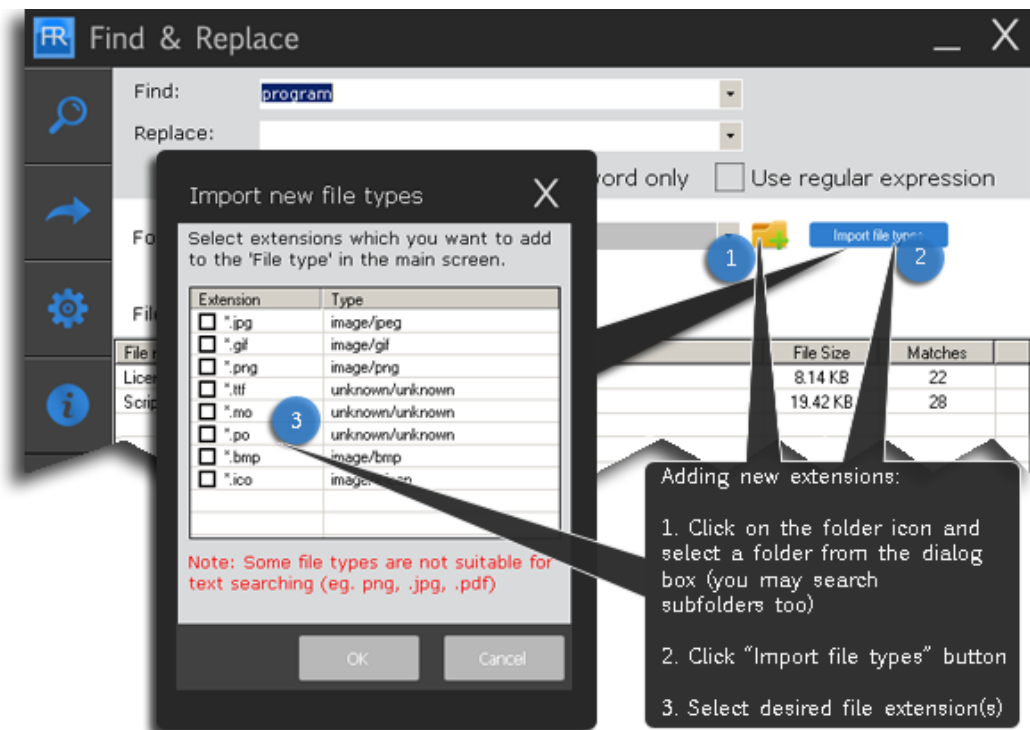 FR Find & Replace
Find: program
Replace:
word only Use regular expression
Import file types
1
2
Import new file types X
Select extensions which you want to add
to the 'File type' in the main screen.
Extension Type
*.jpg image/jpeg
*.gif image/gif
*.png image/png
*.ttf unknown/unknown
*.mo unknown/unknown
*.po unknown/unknown
*.bmp image/bmp
*.ico
3
Note: Some file types are not suitable for
text searching (eg. png, .jpg, .pdf)
OK Cancel
File Size Matches
8.14 KB 22
19.42 KB 28
Adding new extensions:
1. Click on the folder icon and
select a folder from the dialog
box (you may search
subfolders too)
2. Click “Import file types” button
3. Select desired file extension(s)